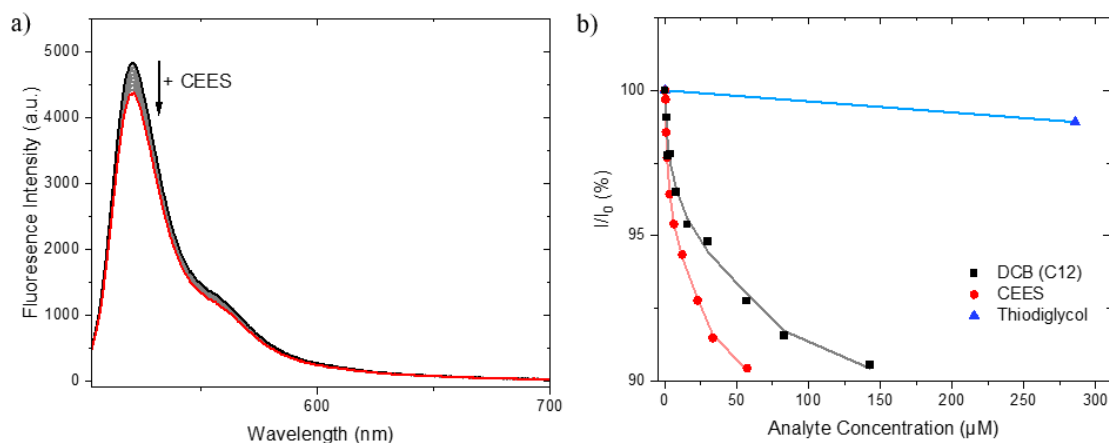 a)
Fluoresence Intensity (a.u.)
5000
4000
3000
2000
1000
0
+ CEES
600
700
Wavelength (nm)
b)
I/I0 (%)
100
95
90
DCB (C12)
CEES
Thiodiglycol
0
50
100
150
200
250
300
Analyte Concentration (µM)